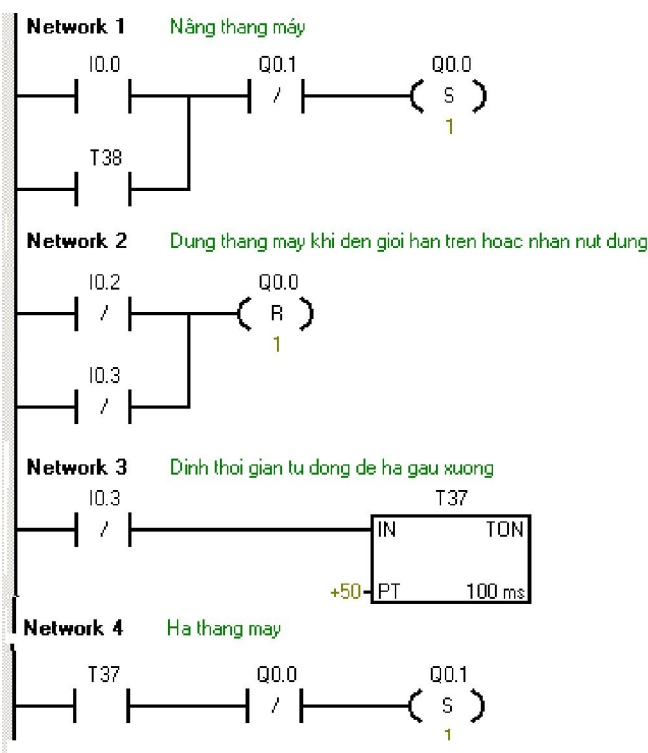 Network 1 Nâng thang máy
I0.0 Q0.1 Q0.0
/ S
1
T38
Network 2 Dung thang may khi den gioi han tren hoac nhan nut dung
I0.2 Q0.0
/ R
1
I0.3
/
Network 3 Dinh thoi gian tu dong de ha gau xuong
I0.3 T37
/ IN TON
+50 PT 100 ms
Network 4 Ha thang may
T37 Q0.0 Q0.1
/ S
1